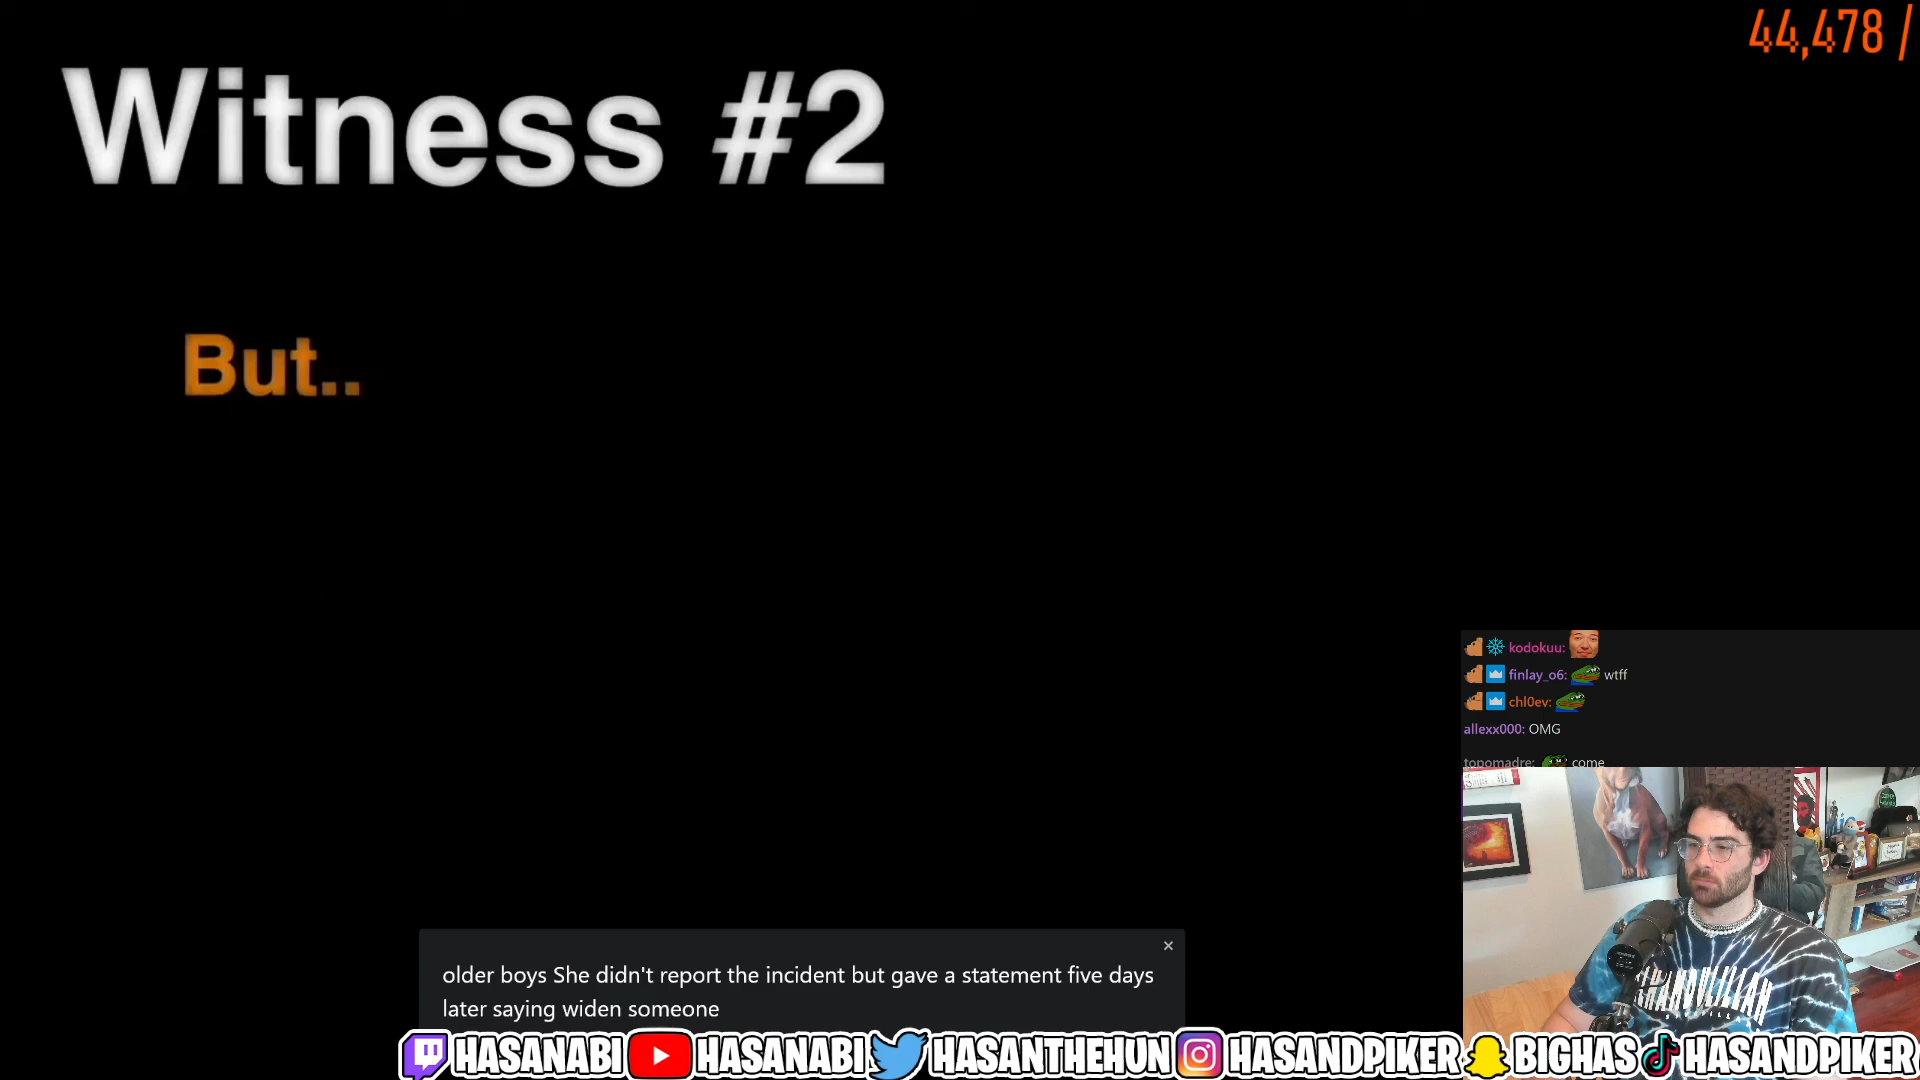 44,478 /
Witness #2
But..
kodokuu:
finlay_o6: wtff
chl0ev:
allexx000: OMG
topomadre: come
older boys She didn't report the incident but gave a statement five days
later saying widen someone
HASANABI HASANABI HASANTHEHUN HASANDPIKER BIGHAS HASANDPIKER